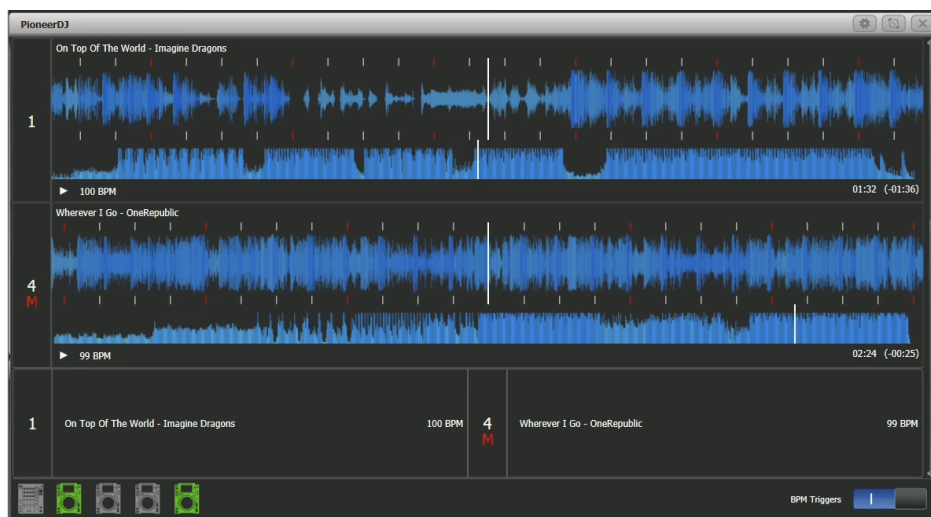 PioneerDJ
On Top Of The World - Imagine Dragons
1
100 BPM
01:32 (-01:36)
Wherever I Go - OneRepublic
4
M
99 BPM
02:24 (-00:25)
1
On Top Of The World - Imagine Dragons
100 BPM
4
M
Wherever I Go - OneRepublic
99 BPM
BPM Triggers